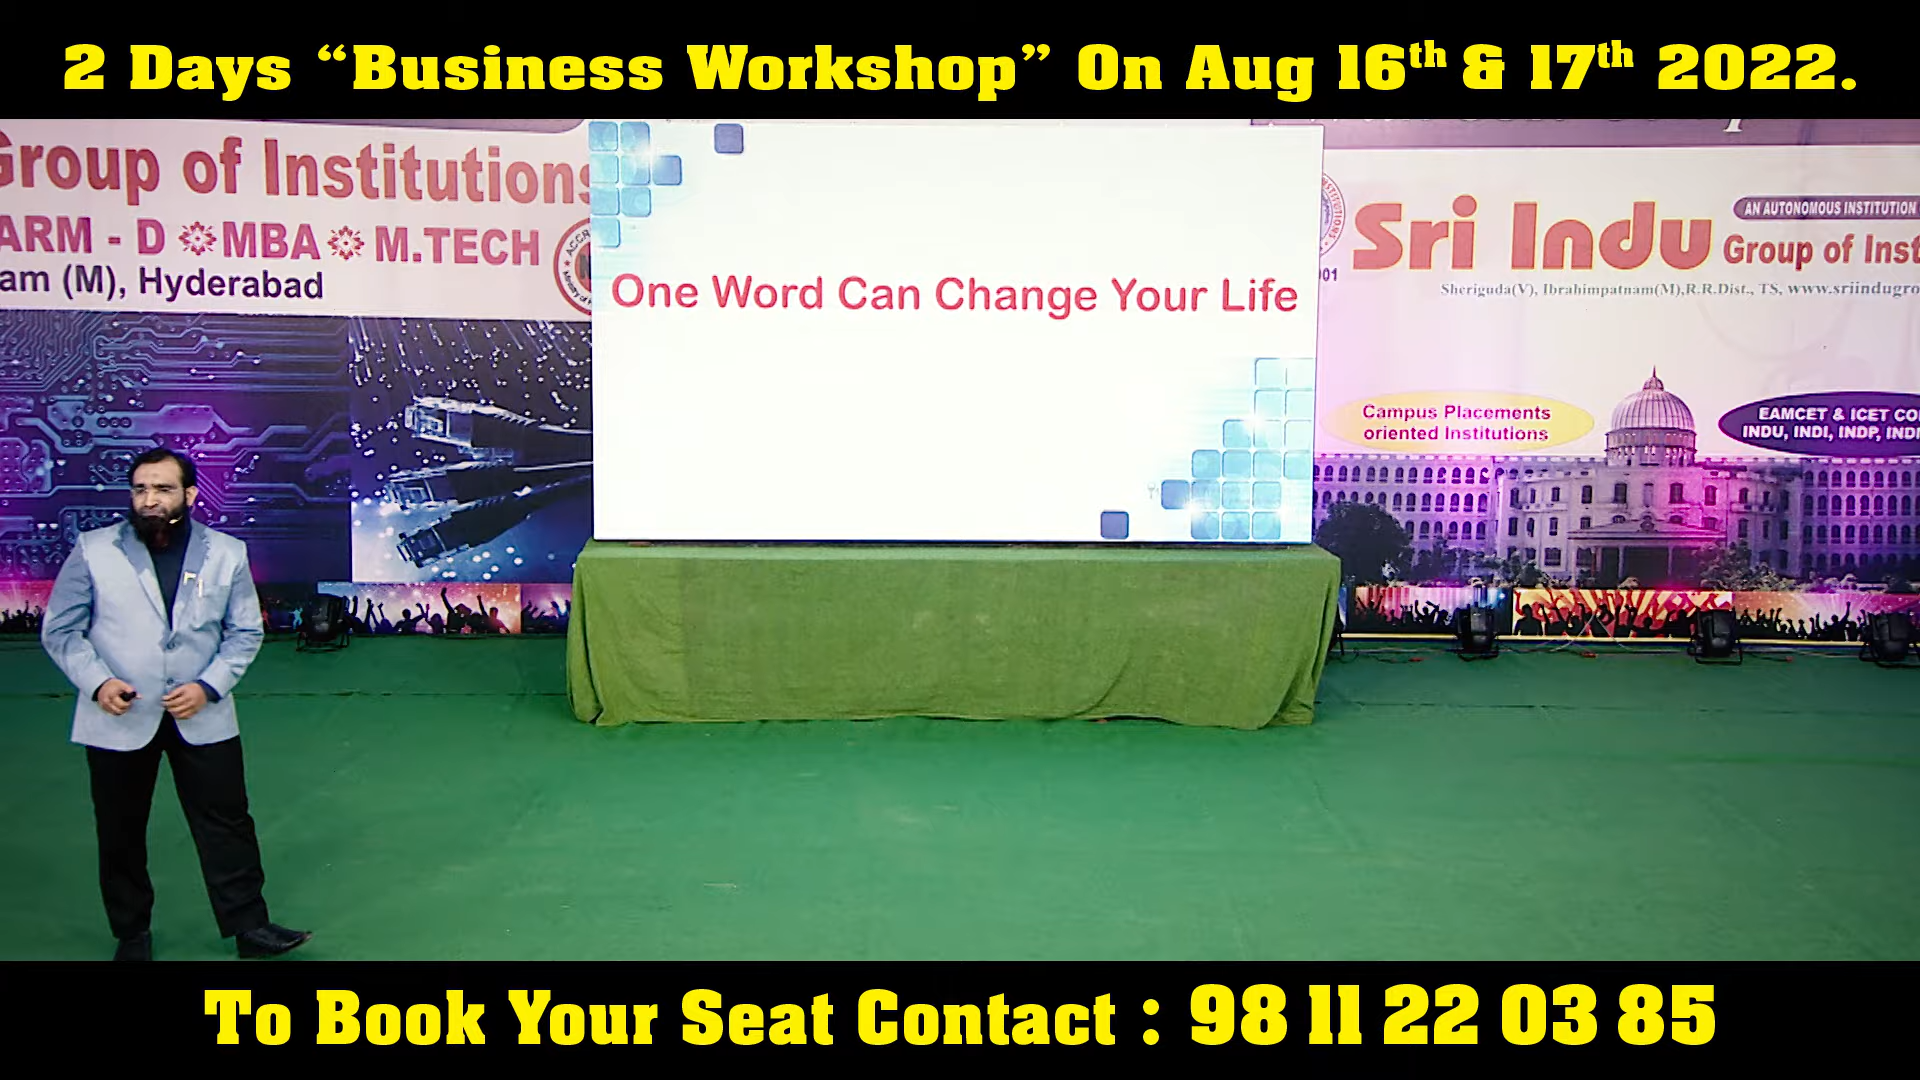 2 Days “Business Workshop” On Aug 16th & 17th 2022.
Group of Institutions
ARM - D MBA M.TECH
am (M), Hyderabad
One Word Can Change Your Life
AN AUTONOMOUS INSTITUTION
Sri Indu Group of Inst
Sheriguda(V), Ibrahimpatnam(M),R.R.Dist., TS, www.sriindugro
Campus Placements
oriented Institutions
EAMCET & ICET CO
INDU, INDI, INDP, INDI
To Book Your Seat Contact : 98 11 22 03 85